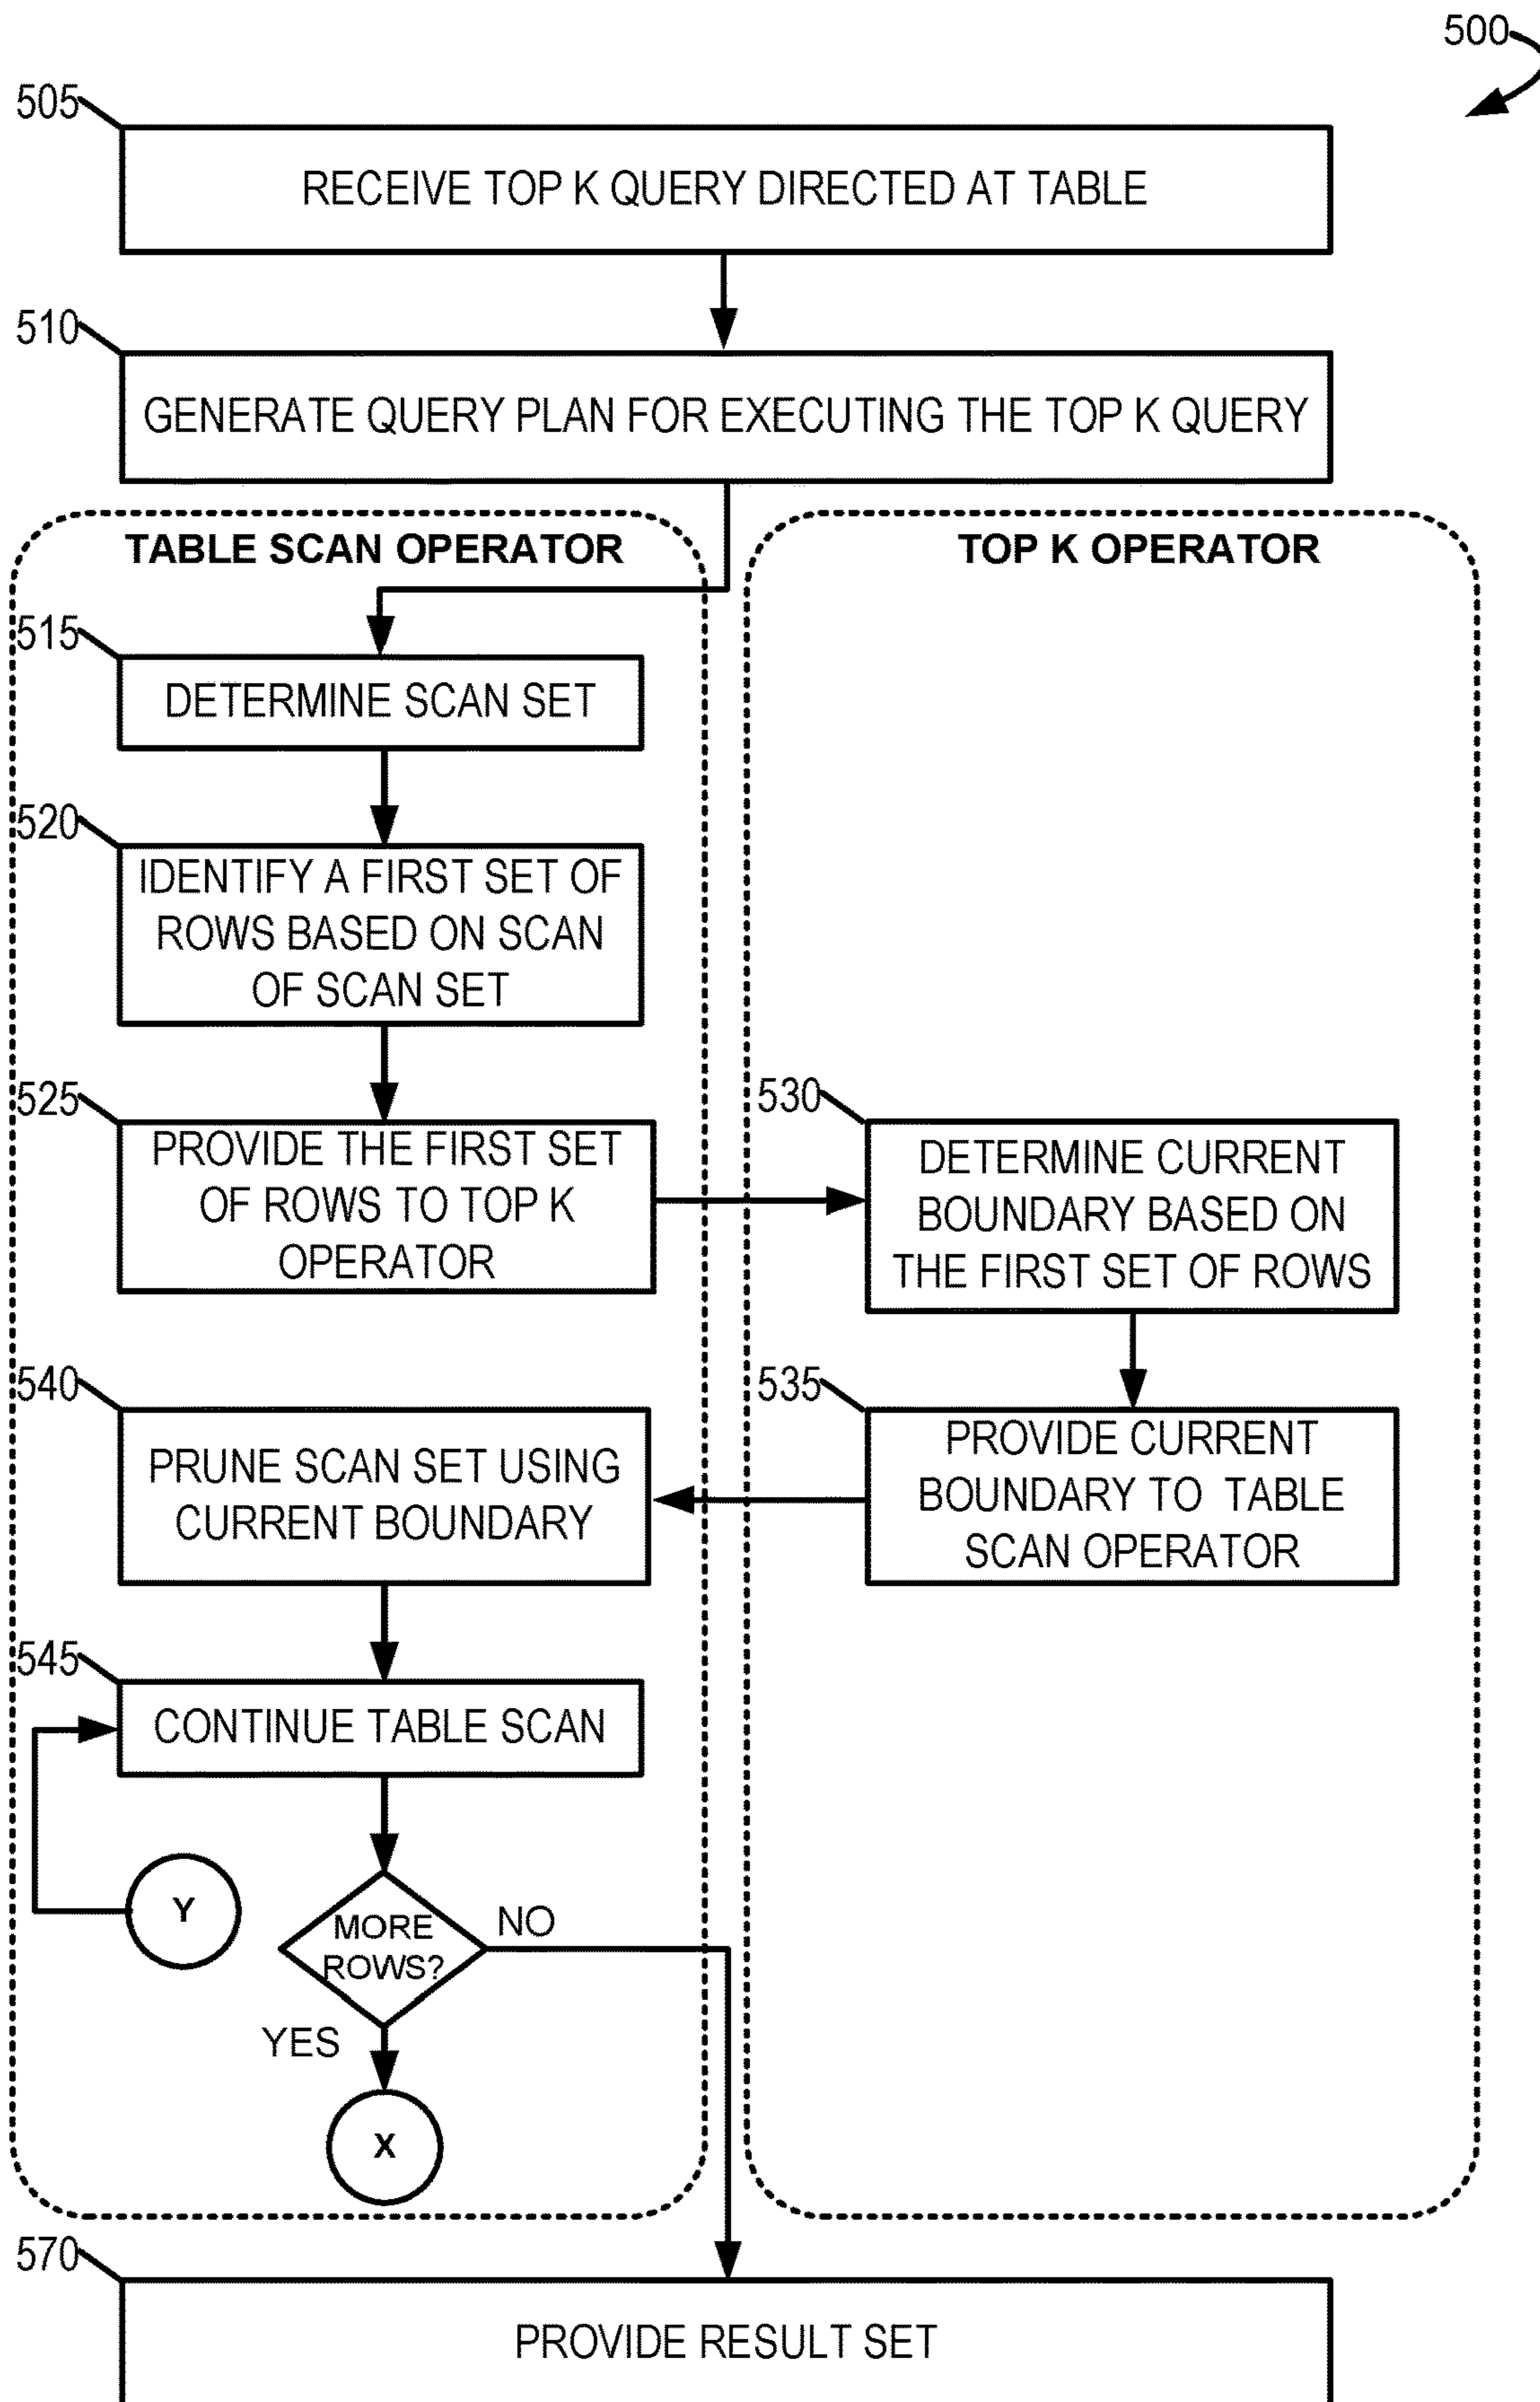 500
505
RECEIVE TOP K QUERY DIRECTED AT TABLE
510
GENERATE QUERY PLAN FOR EXECUTING THE TOP K QUERY
TABLE SCAN OPERATOR
TOP K OPERATOR
515
DETERMINE SCAN SET
520
IDENTIFY A FIRST SET OF
ROWS BASED ON SCAN
OF SCAN SET
525
PROVIDE THE FIRST SET
OF ROWS TO TOP K
OPERATOR
530
DETERMINE CURRENT
BOUNDARY BASED ON
THE FIRST SET OF ROWS
535
PROVIDE CURRENT
BOUNDARY TO TABLE
SCAN OPERATOR
540
PRUNE SCAN SET USING
CURRENT BOUNDARY
545
CONTINUE TABLE SCAN
Y
MORE
ROWS?
NO
YES
X
570
PROVIDE RESULT SET